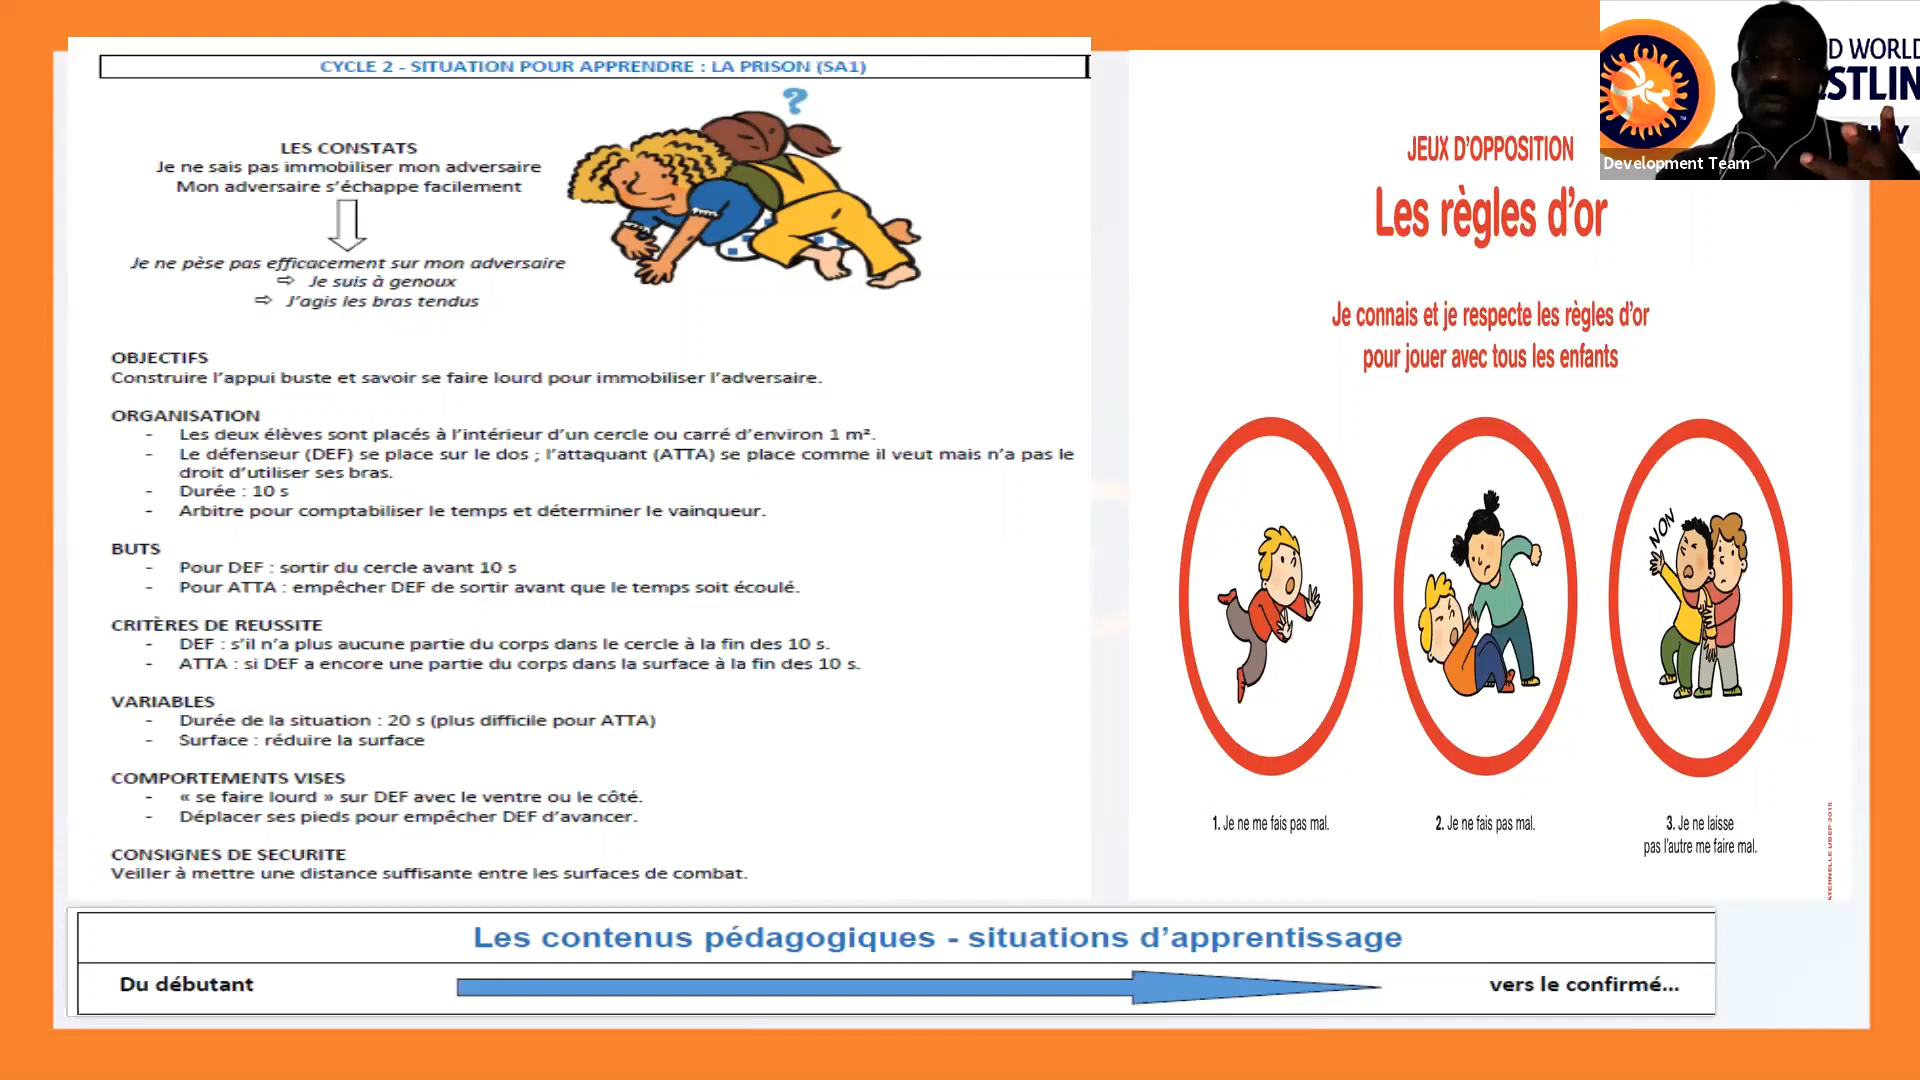 CYCLE 2 - SITUATION POUR APPRENDRE : LA PRISON (SA1)
?
LES CONSTATS
Je ne sais pas immobiliser mon adversaire
Mon adversaire s'échappe facilement
Je ne pèse pas efficacement sur mon adversaire
⇨ Je suis à genoux
⇨ J'agis les bras tendus
OBJECTIFS
Construire l'appui buste et savoir se faire lourd pour immobiliser l'adversaire.
ORGANISATION
- Les deux élèves sont placés à l'intérieur d'un cercle ou carré d'environ 1 m².
- Le défenseur (DEF) se place sur le dos ; l'attaquant (ATTA) se place comme il veut mais n'a pas le
droit d'utiliser ses bras.
- Durée : 10 s
- Arbitre pour comptabiliser le temps et déterminer le vainqueur.
BUTS
- Pour DEF : sortir du cercle avant 10 s
- Pour ATTA : empêcher DEF de sortir avant que le temps soit écoulé.
CRITÈRES DE REUSSITE
- DEF : s'il n'a plus aucune partie du corps dans le cercle à la fin des 10 s.
- ATTA : si DEF a encore une partie du corps dans la surface à la fin des 10 s.
VARIABLES
- Durée de la situation : 20 s (plus difficile pour ATTA)
- Surface : réduire la surface
COMPORTEMENTS VISES
- « se faire lourd » sur DEF avec le ventre ou le côté.
- Déplacer ses pieds pour empêcher DEF d'avancer.
CONSIGNES DE SECURITE
Veiller à mettre une distance suffisante entre les surfaces de combat.
JEUX D'OPPOSITION
Les règles d'or
Je connais et je respecte les règles d'or
pour jouer avec tous les enfants
NON
1. Je ne me fais pas mal.
2. Je ne fais pas mal.
3. Je ne laisse
pas l'autre me faire mal.
ATERNELLE USEP 2015
Les contenus pédagogiques - situations d'apprentissage
Du débutant
vers le confirmé...
D WORLD
STLIN
MY
Development Team